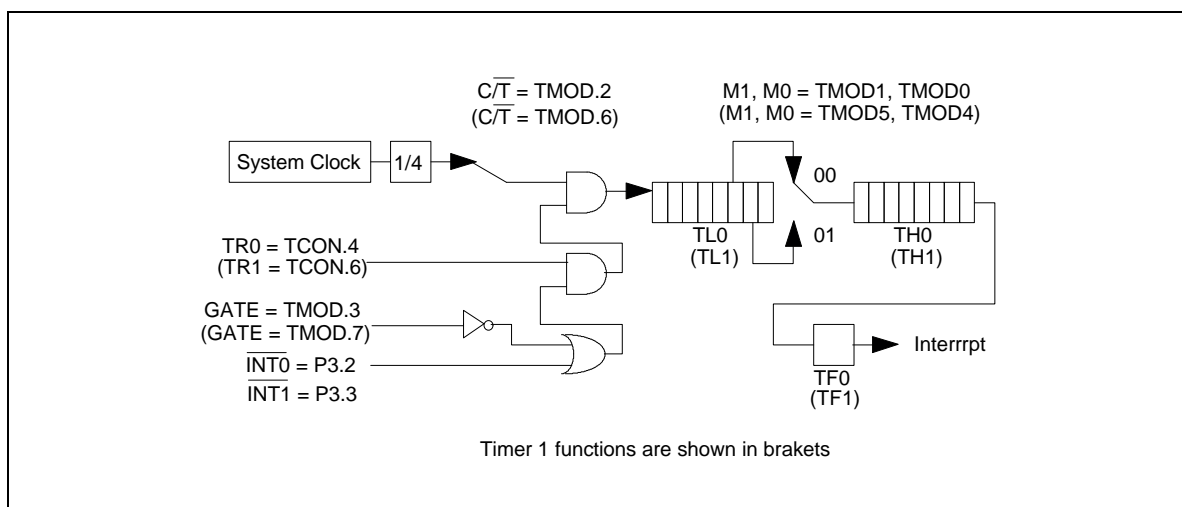 C/T̅ = TMOD.2
(C/T̅ = TMOD.6)
M1, M0 = TMOD1, TMOD0
(M1, M0 = TMOD5, TMOD4)
System Clock
1/4
00
01
TL0
(TL1)
TH0
(TH1)
TR0 = TCON.4
(TR1 = TCON.6)
GATE = TMOD.3
(GATE = TMOD.7)
I̅N̅T̅0̅ = P3.2
I̅N̅T̅1̅ = P3.3
Interrrpt
TF0
(TF1)
Timer 1 functions are shown in brakets